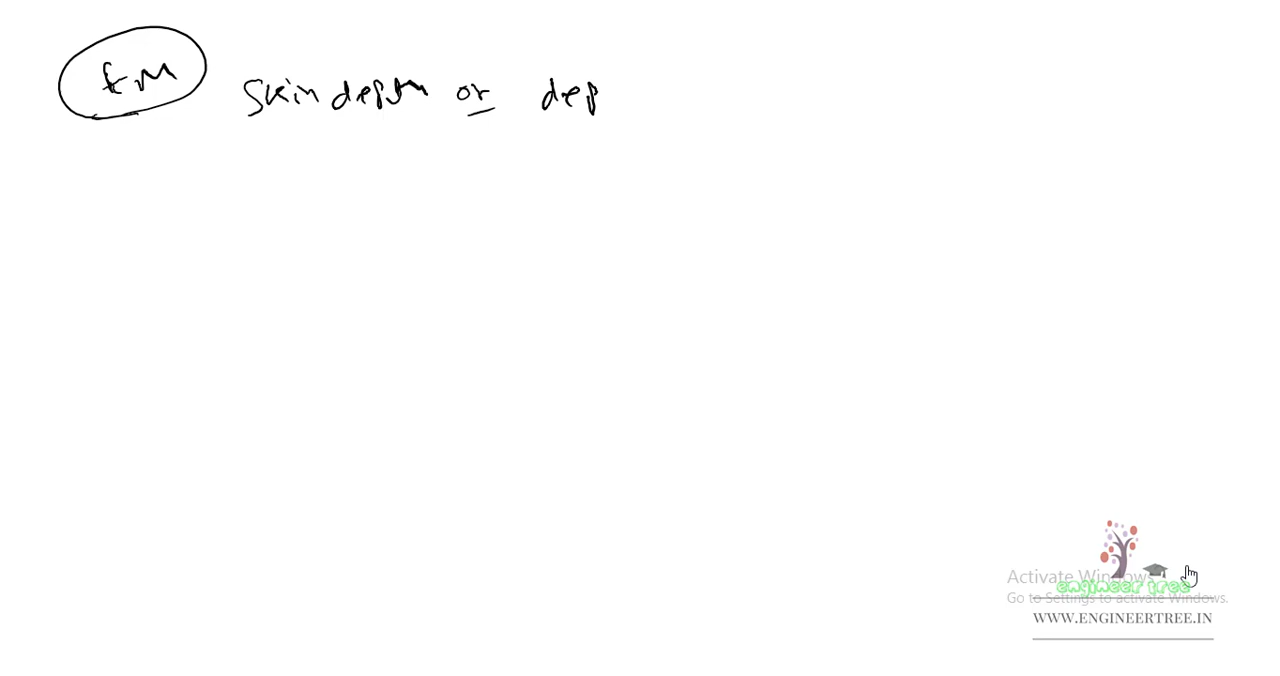 EM
Skin depth or dep
Activate Windows
engineer tree
Go to Settings to activate Windows.
WWW.ENGINEERTREE.IN